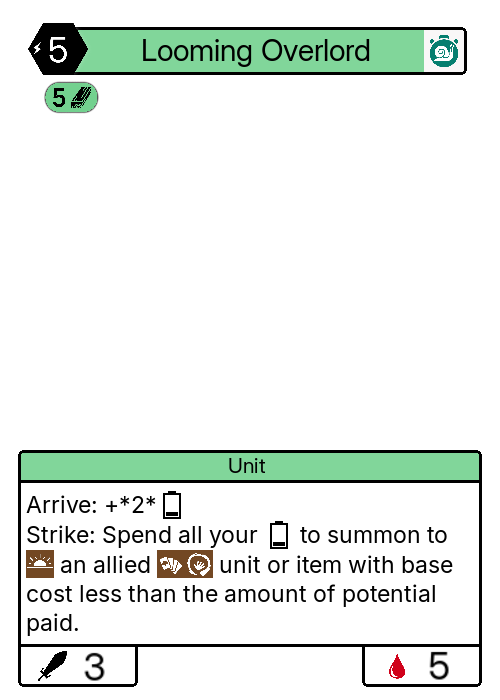 5 Looming Overlord
5
Unit
Arrive: +*2*
Strike: Spend all your to summon to
an allied unit or item with base
cost less than the amount of potential
paid.
3 5